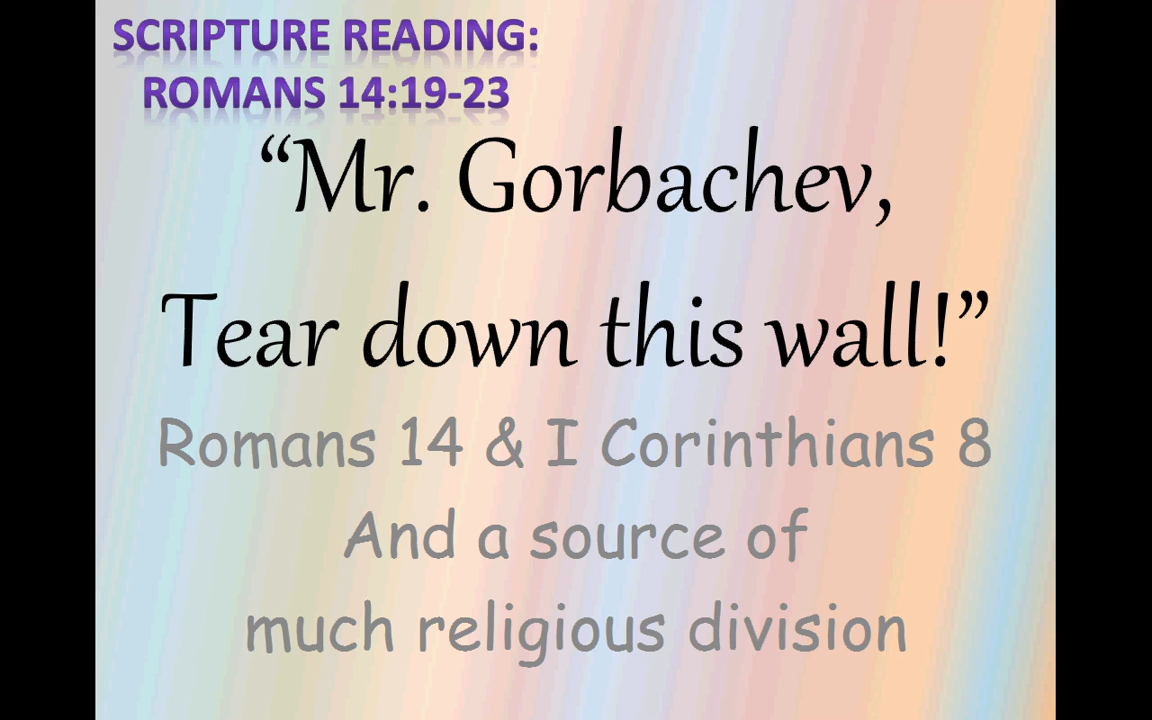 SCRIPTURE READING:
ROMANS 14:19-23
“Mr. Gorbachev,
Tear down this wall!”
Romans 14 & I Corinthians 8
And a source of
much religious division